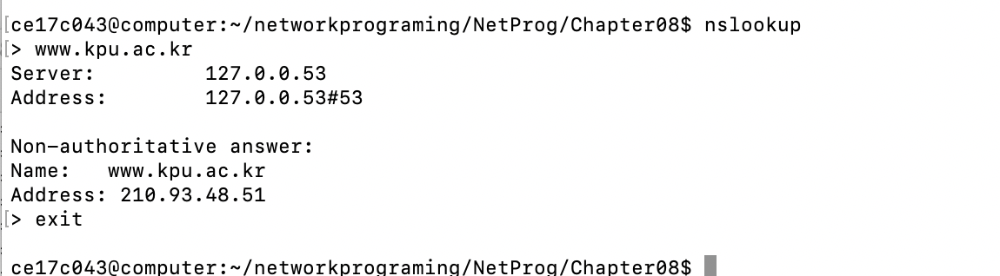 [ce17c043@computer:~/networkprograming/NetProg/Chapter08$ nslookup
[> www.kpu.ac.kr
Server:         127.0.0.53
Address:        127.0.0.53#53

Non-authoritative answer:
Name:   www.kpu.ac.kr
Address: 210.93.48.51
[> exit

ce17c043@computer:~/networkprograming/NetProg/Chapter08$